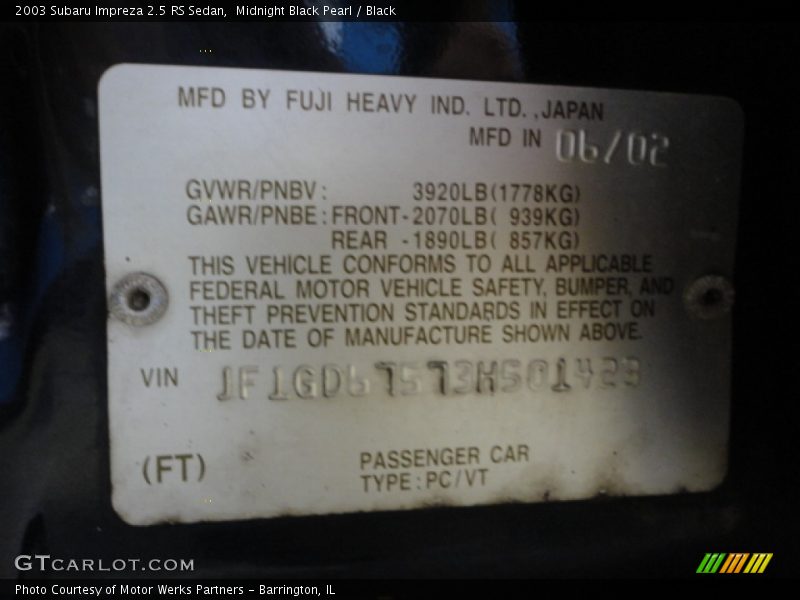 2003 Subaru Impreza 2.5 RS Sedan, Midnight Black Pearl / Black
MFD BY FUJI HEAVY IND. LTD.,JAPAN
MFD IN 06/02
GVWR/PNBV: 3920LB(1778KG)
GAWR/PNBE:FRONT-2070LB( 939KG)
REAR -1890LB( 857KG)
THIS VEHICLE CONFORMS TO ALL APPLICABLE
FEDERAL MOTOR VEHICLE SAFETY, BUMPER, AND
THEFT PREVENTION STANDARDS IN EFFECT ON
THE DATE OF MANUFACTURE SHOWN ABOVE.
VIN JF1GD67573H501423
(FT) PASSENGER CAR
TYPE:PC/VT
GTCARLOT.COM
Photo Courtesy of Motor Werks Partners - Barrington, IL